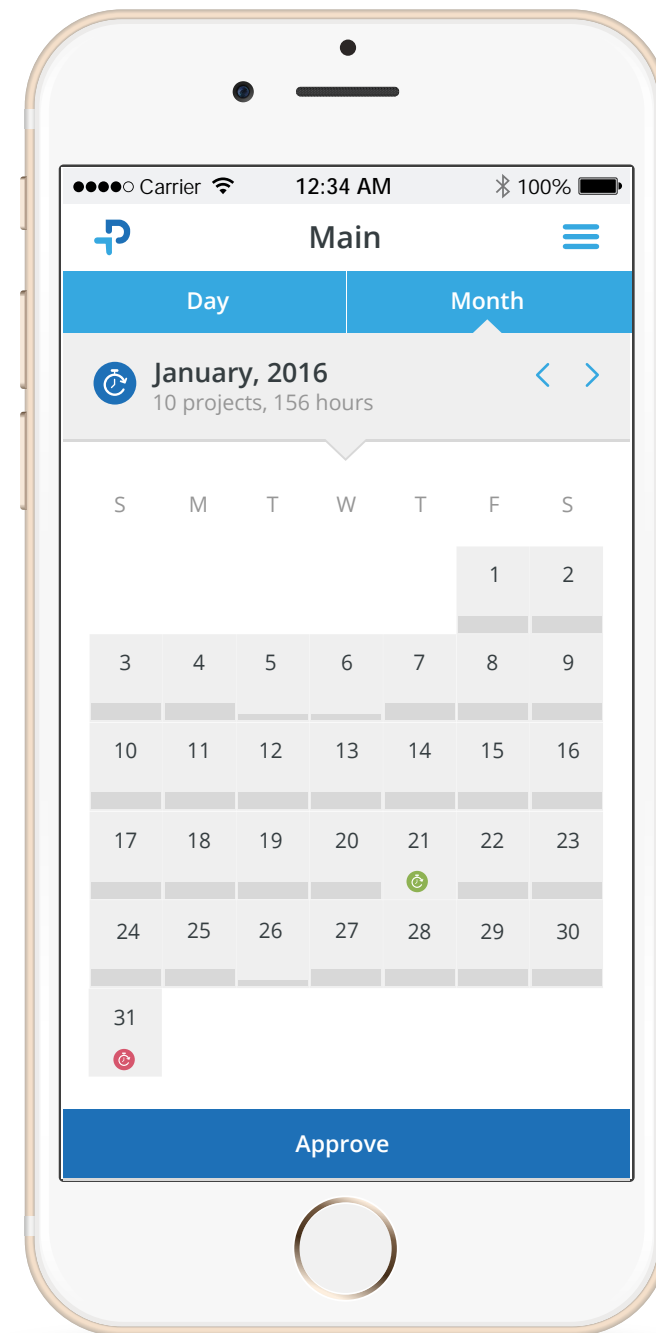 Carrier 12:34 AM 100%
Main
Day Month
January, 2016
10 projects, 156 hours
S M T W T F S
1 2
3 4 5 6 7 8 9
10 11 12 13 14 15 16
17 18 19 20 21 22 23
24 25 26 27 28 29 30
31
Approve